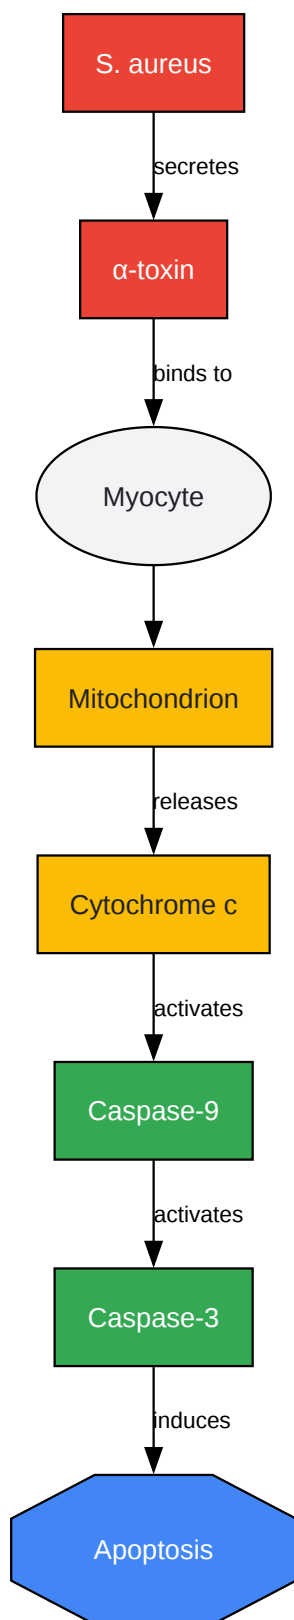 S. aureus
secretes
α-toxin
binds to
Myocyte
Mitochondrion
releases
Cytochrome c
activates
Caspase-9
activates
Caspase-3
induces
Apoptosis